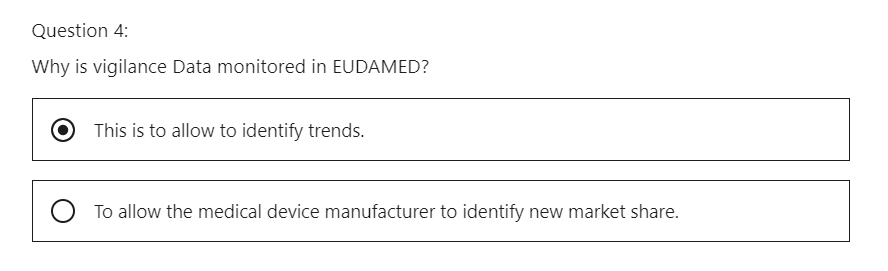 Question 4:
Why is vigilance Data monitored in EUDAMED?
This is to allow to identify trends.
To allow the medical device manufacturer to identify new market share.